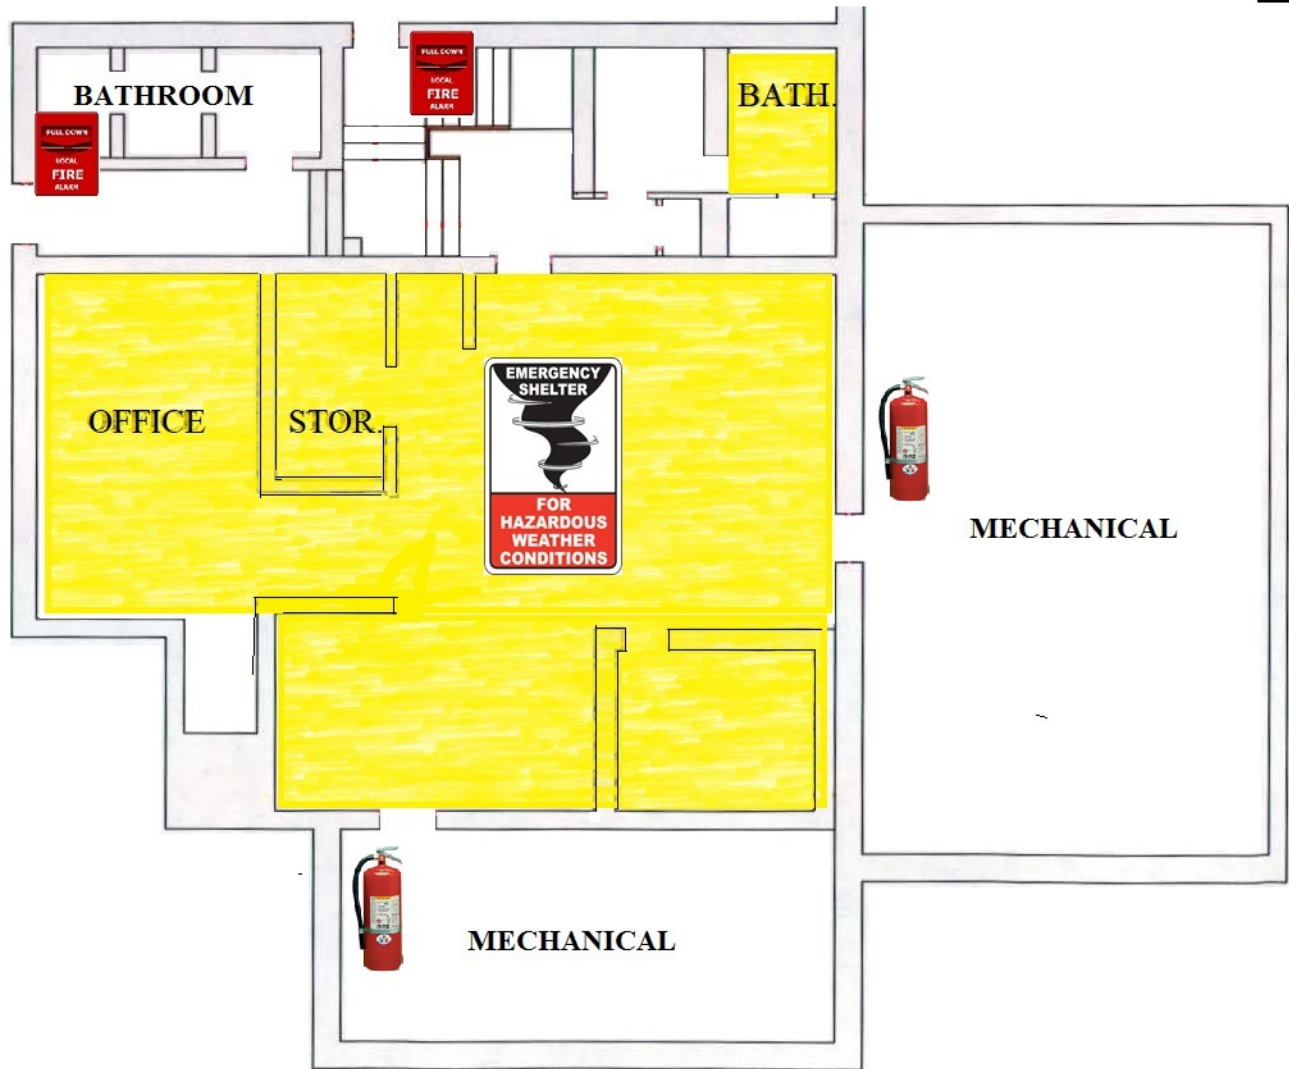 PULL DOWN
LOCAL
FIRE
ALARM
BATHROOM
BATH.
PULL DOWN
LOCAL
FIRE
ALARM
EMERGENCY
SHELTER
OFFICE
STOR.
FOR
HAZARDOUS
WEATHER
CONDITIONS
MECHANICAL
MECHANICAL